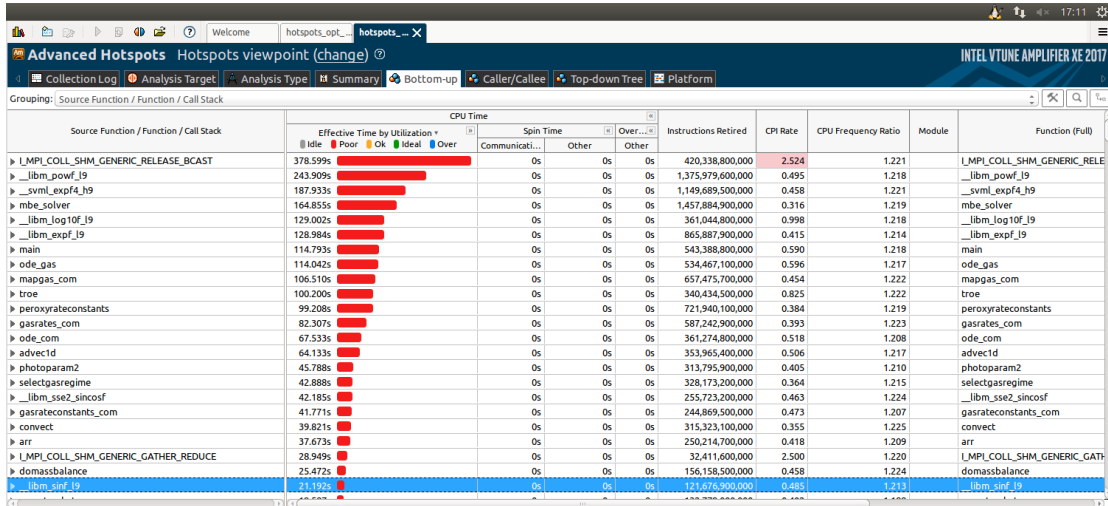 17:11
Welcome hotspots_opt_... hotspots_... X
Advanced Hotspots Hotspots viewpoint (change) INTEL VTUNE AMPLIFIER XE 2017
Collection Log Analysis Target Analysis Type Summary Bottom-up Caller/Callee Top-down Tree Platform
Grouping: Source Function / Function / Call Stack
CPU Time
Source Function / Function / Call Stack Effective Time by Utilization Spin Time Over... Instructions Retired CPI Rate CPU Frequency Ratio Module Function (Full)
Idle Poor Ok Ideal Over Communicati... Other Other
I_MPI_COLL_SHM_GENERIC_RELEASE_BCAST 378.599s 0s 0s 0s 420,338,800,000 2.524 1.221 I_MPI_COLL_SHM_GENERIC_RELE
__libm_powf_l9 243.909s 0s 0s 0s 1,375,979,600,000 0.495 1.218 __libm_powf_l9
__svml_expf4_h9 187.933s 0s 0s 0s 1,149,689,500,000 0.458 1.221 __svml_expf4_h9
mbe_solver 164.855s 0s 0s 0s 1,457,884,900,000 0.316 1.219 mbe_solver
__libm_log10f_l9 129.002s 0s 0s 0s 361,044,800,000 0.998 1.218 __libm_log10f_l9
__libm_expf_l9 128.984s 0s 0s 0s 865,887,900,000 0.415 1.214 __libm_expf_l9
main 114.793s 0s 0s 0s 543,388,800,000 0.590 1.218 main
ode_gas 114.042s 0s 0s 0s 534,467,100,000 0.596 1.217 ode_gas
mapgas_com 106.510s 0s 0s 0s 657,475,700,000 0.454 1.222 mapgas_com
troe 100.200s 0s 0s 0s 340,434,500,000 0.825 1.222 troe
peroxyrateconstants 99.208s 0s 0s 0s 721,940,100,000 0.384 1.219 peroxyrateconstants
gasrates_com 82.307s 0s 0s 0s 587,242,900,000 0.393 1.223 gasrates_com
ode_com 67.533s 0s 0s 0s 361,274,800,000 0.518 1.208 ode_com
advec1d 64.133s 0s 0s 0s 353,965,400,000 0.506 1.217 advec1d
photoparam2 45.788s 0s 0s 0s 313,795,900,000 0.405 1.210 photoparam2
selectgasregime 42.888s 0s 0s 0s 328,173,200,000 0.364 1.215 selectgasregime
__libm_sse2_sincosf 42.185s 0s 0s 0s 255,723,200,000 0.463 1.224 __libm_sse2_sincosf
gasrateconstants_com 41.771s 0s 0s 0s 244,869,500,000 0.473 1.207 gasrateconstants_com
convect 39.821s 0s 0s 0s 315,323,100,000 0.355 1.225 convect
arr 37.673s 0s 0s 0s 250,214,700,000 0.418 1.209 arr
I_MPI_COLL_SHM_GENERIC_GATHER_REDUCE 28.949s 0s 0s 0s 32,411,600,000 2.500 1.220 I_MPI_COLL_SHM_GENERIC_GATH
domassbalance 25.472s 0s 0s 0s 156,158,500,000 0.458 1.224 domassbalance
__libm_sinf_l9 21.192s 0s 0s 0s 121,676,900,000 0.485 1.213 __libm_sinf_l9